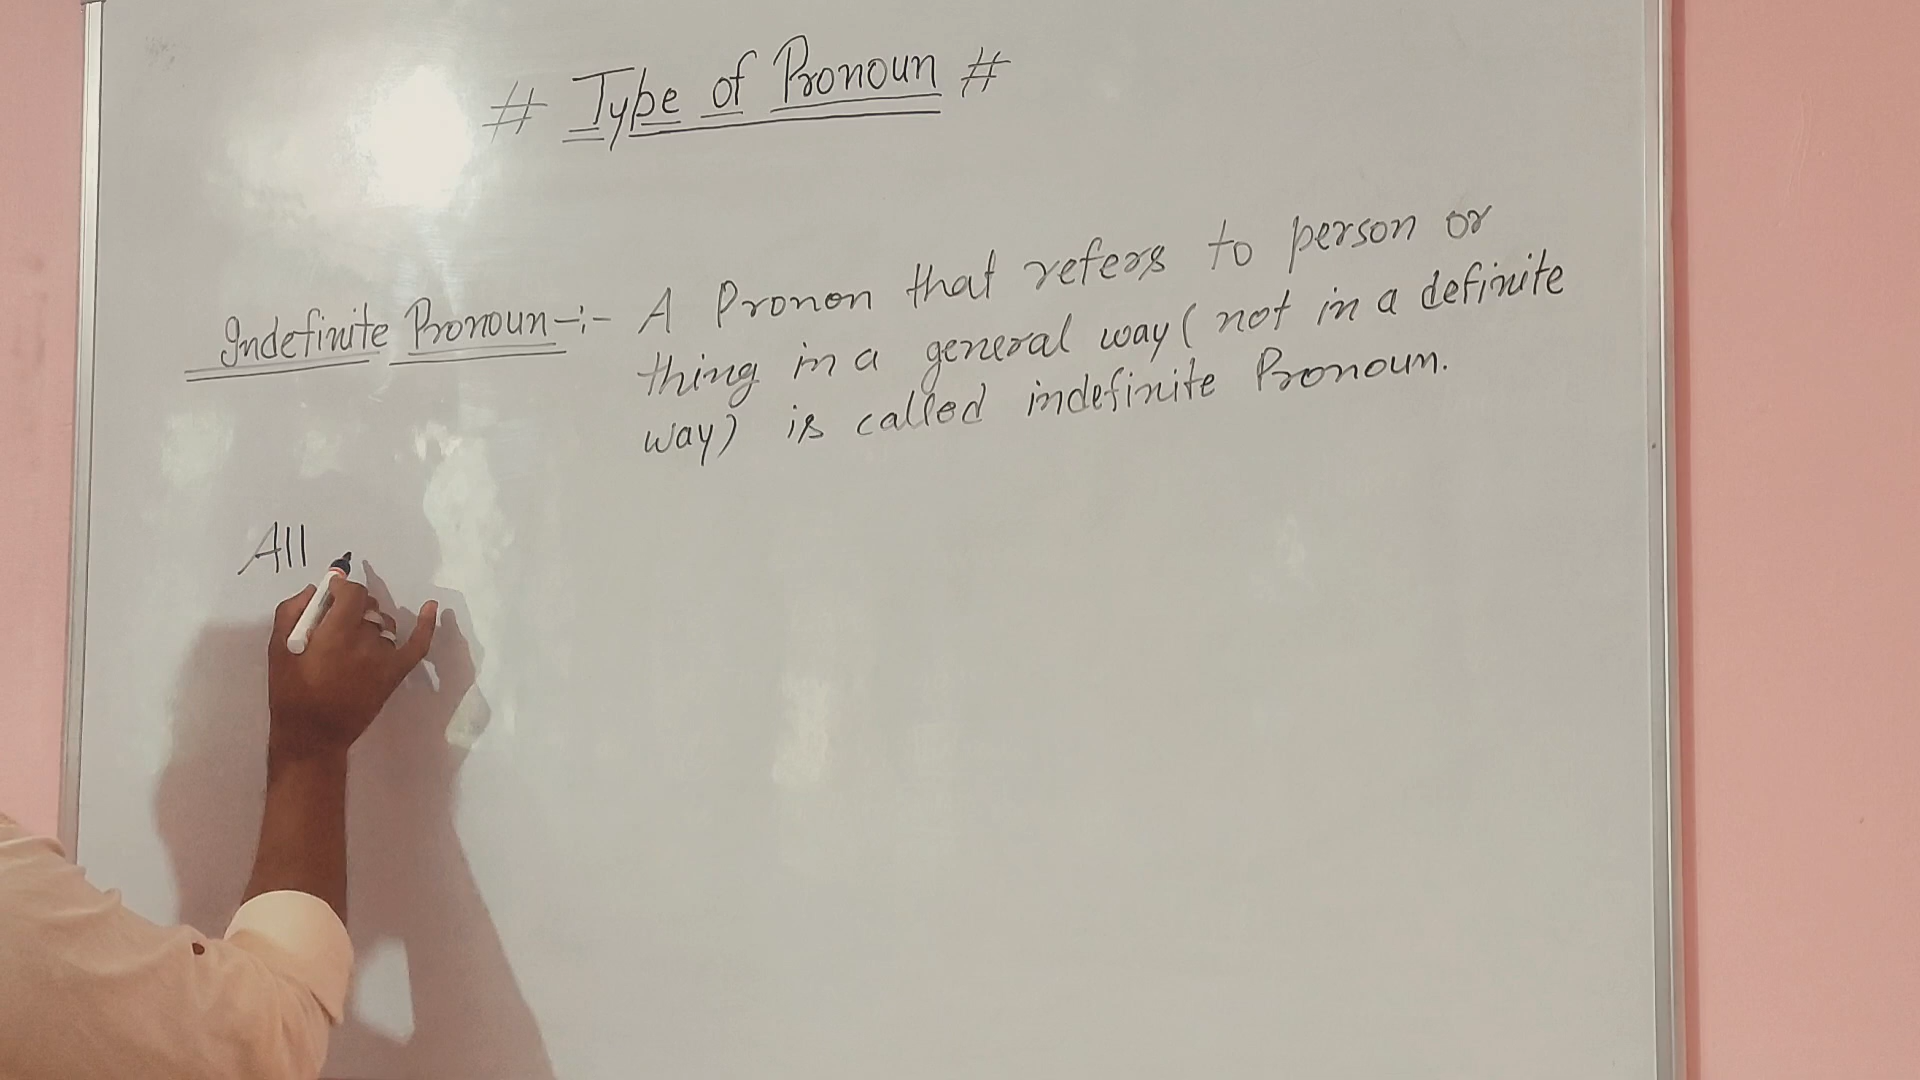 # Type of Pronoun #
Indefinite Pronoun-:- A Pronon that refers to person or
thing in a general way (not in a definite
way) is called indefinite Pronoun.
All